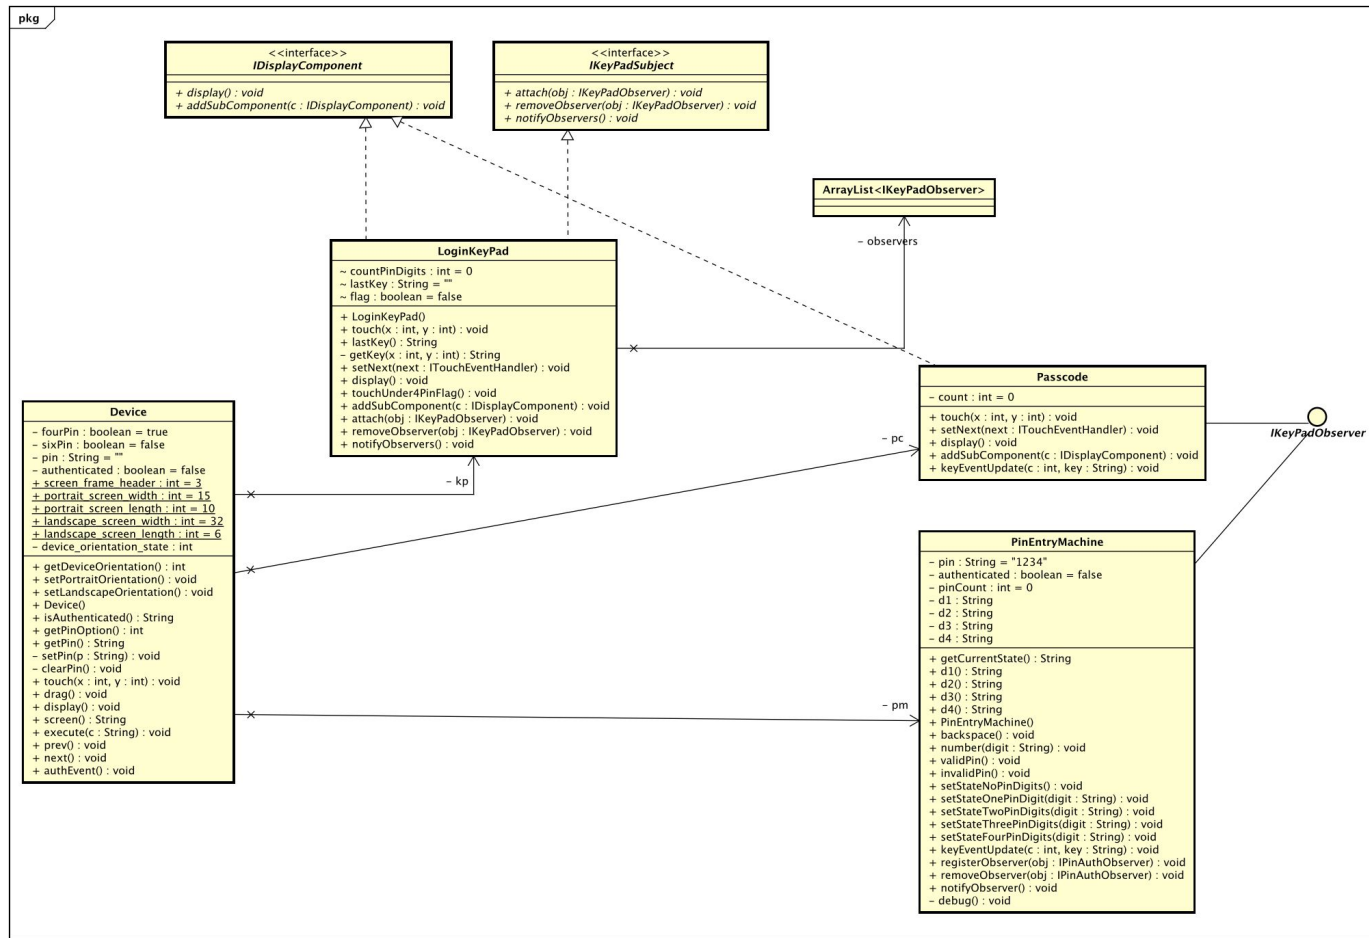 pkg
<<interface>>
IDisplayComponent
+ display() : void
+ addSubComponent(c : IDisplayComponent) : void
<<interface>>
IKeyPadSubject
+ attach(obj : IKeyPadObserver) : void
+ removeObserver(obj : IKeyPadObserver) : void
+ notifyObservers() : void
ArrayList<IKeyPadObserver>
– observers
LoginKeyPad
~ countPinDigits : int = 0
~ lastKey : String = ""
~ flag : boolean = false
+ LoginKeyPad()
+ touch(x : int, y : int) : void
+ lastKey() : String
– getKey(x : int, y : int) : String
+ setNext(next : ITouchEventHandler) : void
+ display() : void
+ touchUnder4PinFlag() : void
+ addSubComponent(c : IDisplayComponent) : void
+ attach(obj : IKeyPadObserver) : void
+ removeObserver(obj : IKeyPadObserver) : void
+ notifyObservers() : void
– kp
Passcode
– count : int = 0
+ touch(x : int, y : int) : void
+ setNext(next : ITouchEventHandler) : void
+ display() : void
+ addSubComponent(c : IDisplayComponent) : void
+ keyEventUpdate(c : int, key : String) : void
– pc
IKeyPadObserver
Device
– fourPin : boolean = true
– sixPin : boolean = false
– pin : String = ""
– authenticated : boolean = false
+ screen_frame_header : int = 3
+ portrait_screen_width : int = 15
+ portrait_screen_length : int = 10
+ landscape_screen_width : int = 32
+ landscape_screen_length : int = 6
– device_orientation_state : int
+ getDeviceOrientation() : int
+ setPortraitOrientation() : void
+ setLandscapeOrientation() : void
+ Device()
+ isAuthenticated() : String
+ getPinOption() : int
+ getPin() : String
– setPin(p : String) : void
– clearPin() : void
+ touch(x : int, y : int) : void
+ drag() : void
+ display() : void
+ screen() : String
+ execute(c : String) : void
+ prev() : void
+ next() : void
+ authEvent() : void
– pm
PinEntryMachine
– pin : String = "1234"
– authenticated : boolean = false
– pinCount : int = 0
– d1 : String
– d2 : String
– d3 : String
– d4 : String
+ getCurrentState() : String
+ d1() : String
+ d2() : String
+ d3() : String
+ d4() : String
+ PinEntryMachine()
+ backspace() : void
+ number(digit : String) : void
+ validPin() : void
+ invalidPin() : void
+ setStateNoPinDigits() : void
+ setStateOnePinDigit(digit : String) : void
+ setStateTwoPinDigits(digit : String) : void
+ setStateThreePinDigits(digit : String) : void
+ setStateFourPinDigits(digit : String) : void
+ keyEventUpdate(c : int, key : String) : void
+ registerObserver(obj : IPinAuthObserver) : void
+ removeObserver(obj : IPinAuthObserver) : void
+ notifyObserver() : void
– debug() : void